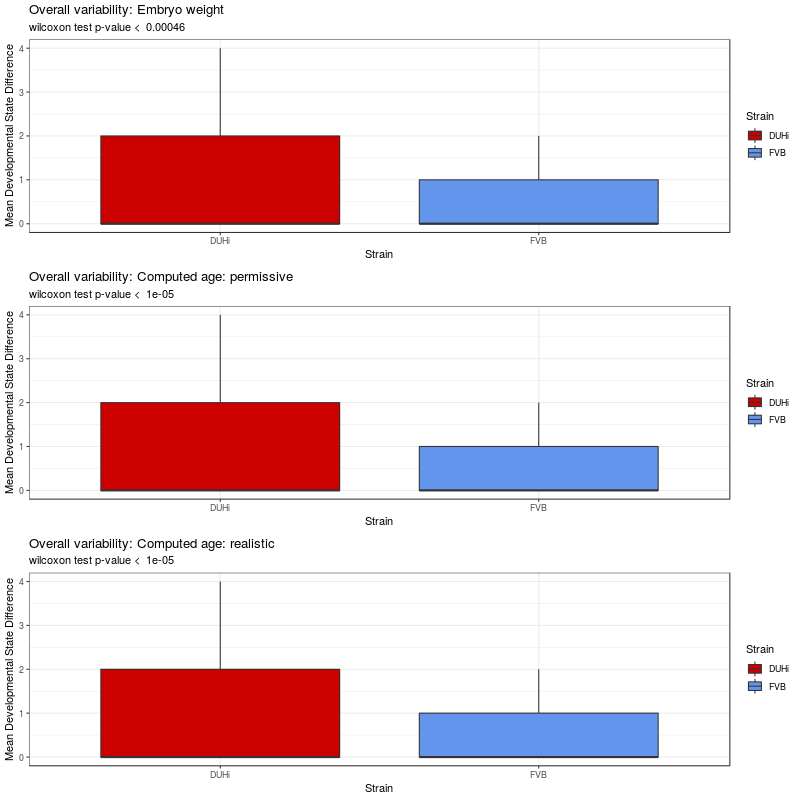 Overall variability: Embryo weight
wilcoxon test p-value < 0.00046
Mean Developmental State Difference
4
3
2
1
0
DUHi
FVB
Strain
Strain
DUHi
FVB
Overall variability: Computed age: permissive
wilcoxon test p-value < 1e-05
Mean Developmental State Difference
4
3
2
1
0
DUHi
FVB
Strain
Strain
DUHi
FVB
Overall variability: Computed age: realistic
wilcoxon test p-value < 1e-05
Mean Developmental State Difference
4
3
2
1
0
DUHi
FVB
Strain
Strain
DUHi
FVB